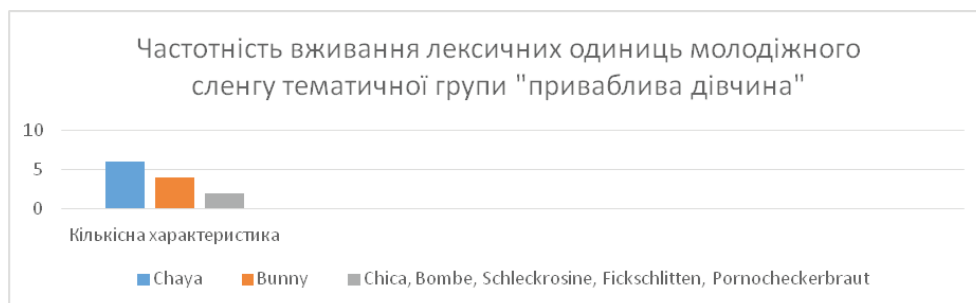 Частотність вживання лексичних одиниць молодіжного
сленгу тематичної групи "приваблива дівчина"
10
5
0
Кількісна характеристика
Chaya Bunny Chica, Bombe, Schleckrosine, Fickschlitten, Pornocheckerbraut